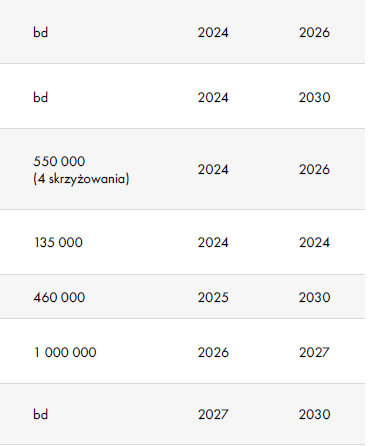 bd 2024 2026
bd 2024 2030
550 000
(4 skrzyżowania) 2024 2026
135 000 2024 2024
460 000 2025 2030
1 000 000 2026 2027
bd 2027 2030